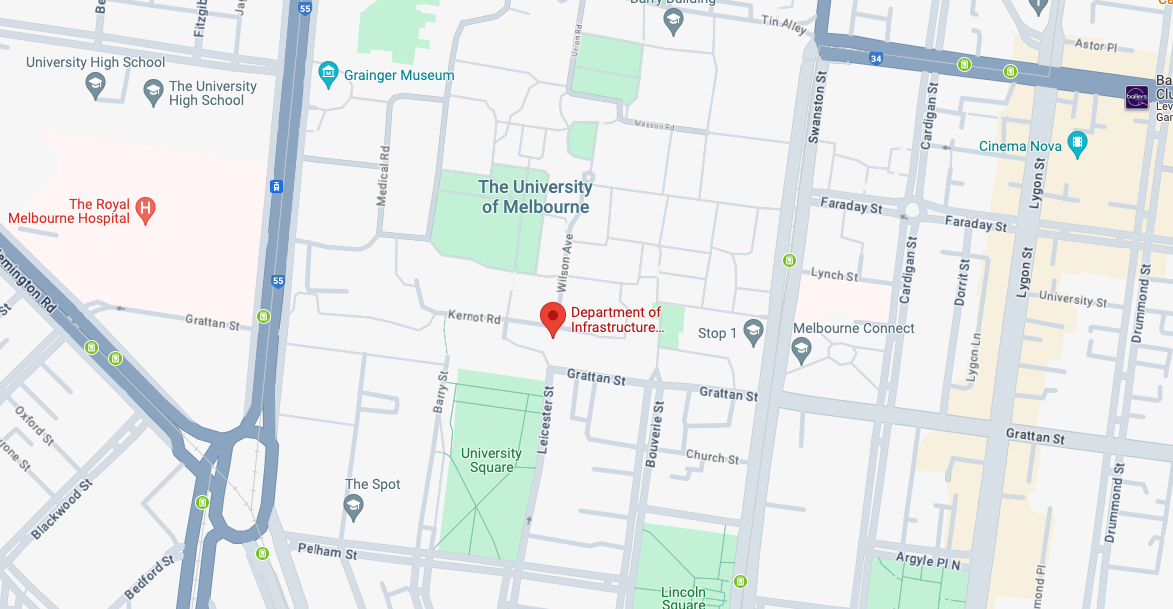 55
Barry Building
Tin Alley
34
Astor Pl
University High School
The University
High School
Grainger Museum
Union Rd
Masson Rd
Swanston St
Cardigan St
Cinema Nova
Lygon St
Medical Rd
The University
of Melbourne
The Royal
Melbourne Hospital
H
Faraday St
Faraday St
Wilson Ave
Cardigan St
Dorrit St
Lygon St
Drummond St
55
Lynch St
University St
Flemington Rd
Grattan St
Kernot Rd
Department of
Infrastructure...
Stop 1
Melbourne Connect
Lygon Ln
Barry St
Grattan St
Grattan St
Leicester St
Bouverie St
Oxford St
Grattan St
University
Square
Church St
The Spot
Drummond St
Blackwood St
Pelham St
Bedford St
Argyle Pl N
Lincoln
Square